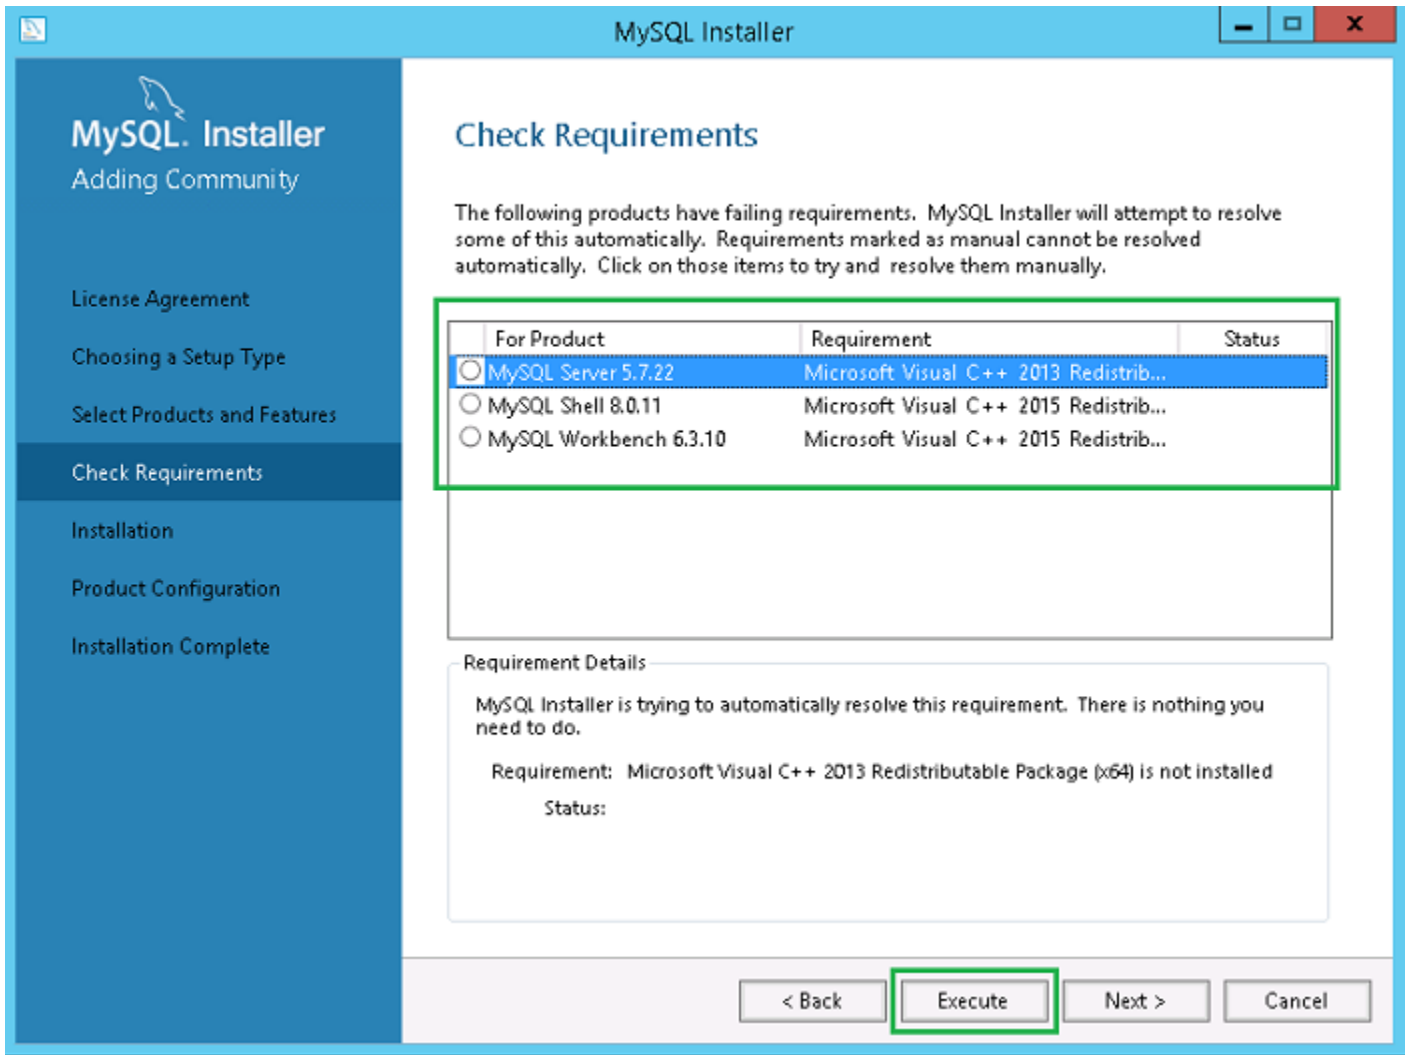 MySQL Installer
MySQL. Installer
Adding Community
License Agreement
Choosing a Setup Type
Select Products and Features
Check Requirements
Installation
Product Configuration
Installation Complete
Check Requirements
The following products have failing requirements. MySQL Installer will attempt to resolve
some of this automatically. Requirements marked as manual cannot be resolved
automatically. Click on those items to try and resolve them manually.
For Product Requirement Status
MySQL Server 5.7.22 Microsoft Visual C++ 2013 Redistrib...
MySQL Shell 8.0.11 Microsoft Visual C++ 2015 Redistrib...
MySQL Workbench 6.3.10 Microsoft Visual C++ 2015 Redistrib...
Requirement Details
MySQL Installer is trying to automatically resolve this requirement. There is nothing you
need to do.
Requirement: Microsoft Visual C++ 2013 Redistributable Package (x64) is not installed
Status:
< Back Execute Next > Cancel